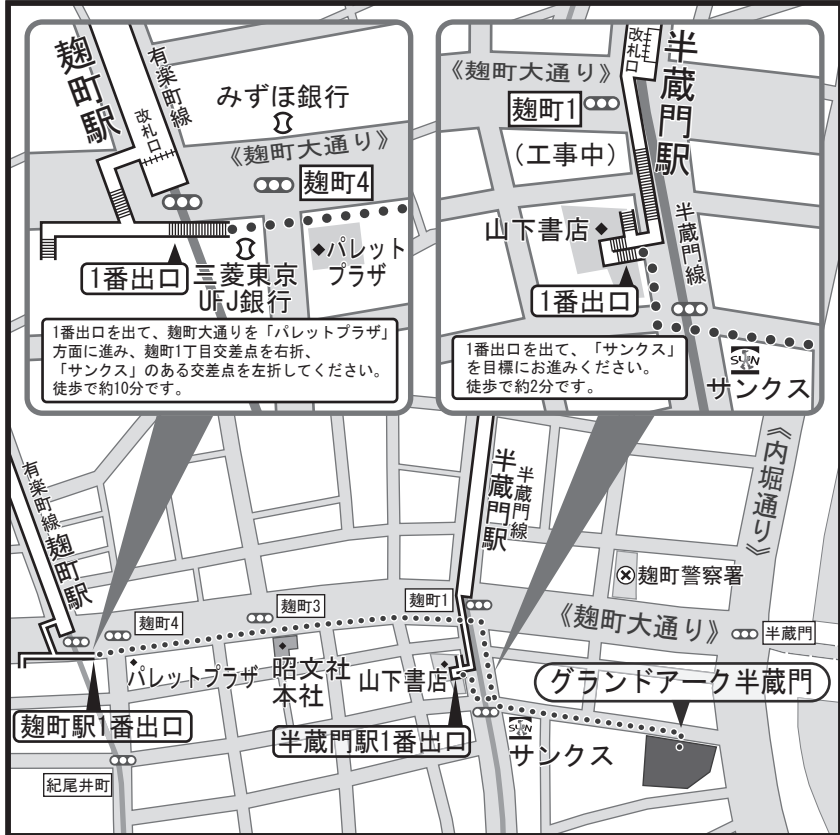 麹町駅
有楽町線
改札口
みずほ銀行
《麹町大通り》
麹町4
1番出口
三菱東京
UFJ銀行
パレット
プラザ
1番出口を出て、麹町大通りを「パレットプラザ」
方面に進み、麹町1丁目交差点を右折、
「サンクス」のある交差点を左折してください。
徒歩で約10分です。
改札口
半蔵門駅
《麹町大通り》
麹町1
(工事中)
山下書店
半蔵門線
1番出口
1番出口を出て、「サンクス」
を目標にお進みください。
徒歩で約2分です。
SUN
サンクス
有楽町線
麹町駅
半蔵門駅
半蔵門線
《内堀通り》
麹町警察署
麹町4
麹町3
麹町1
《麹町大通り》
半蔵門
パレットプラザ
昭文社
本社
山下書店
グランドアーク半蔵門
麹町駅1番出口
半蔵門駅1番出口
SUN
サンクス
紀尾井町